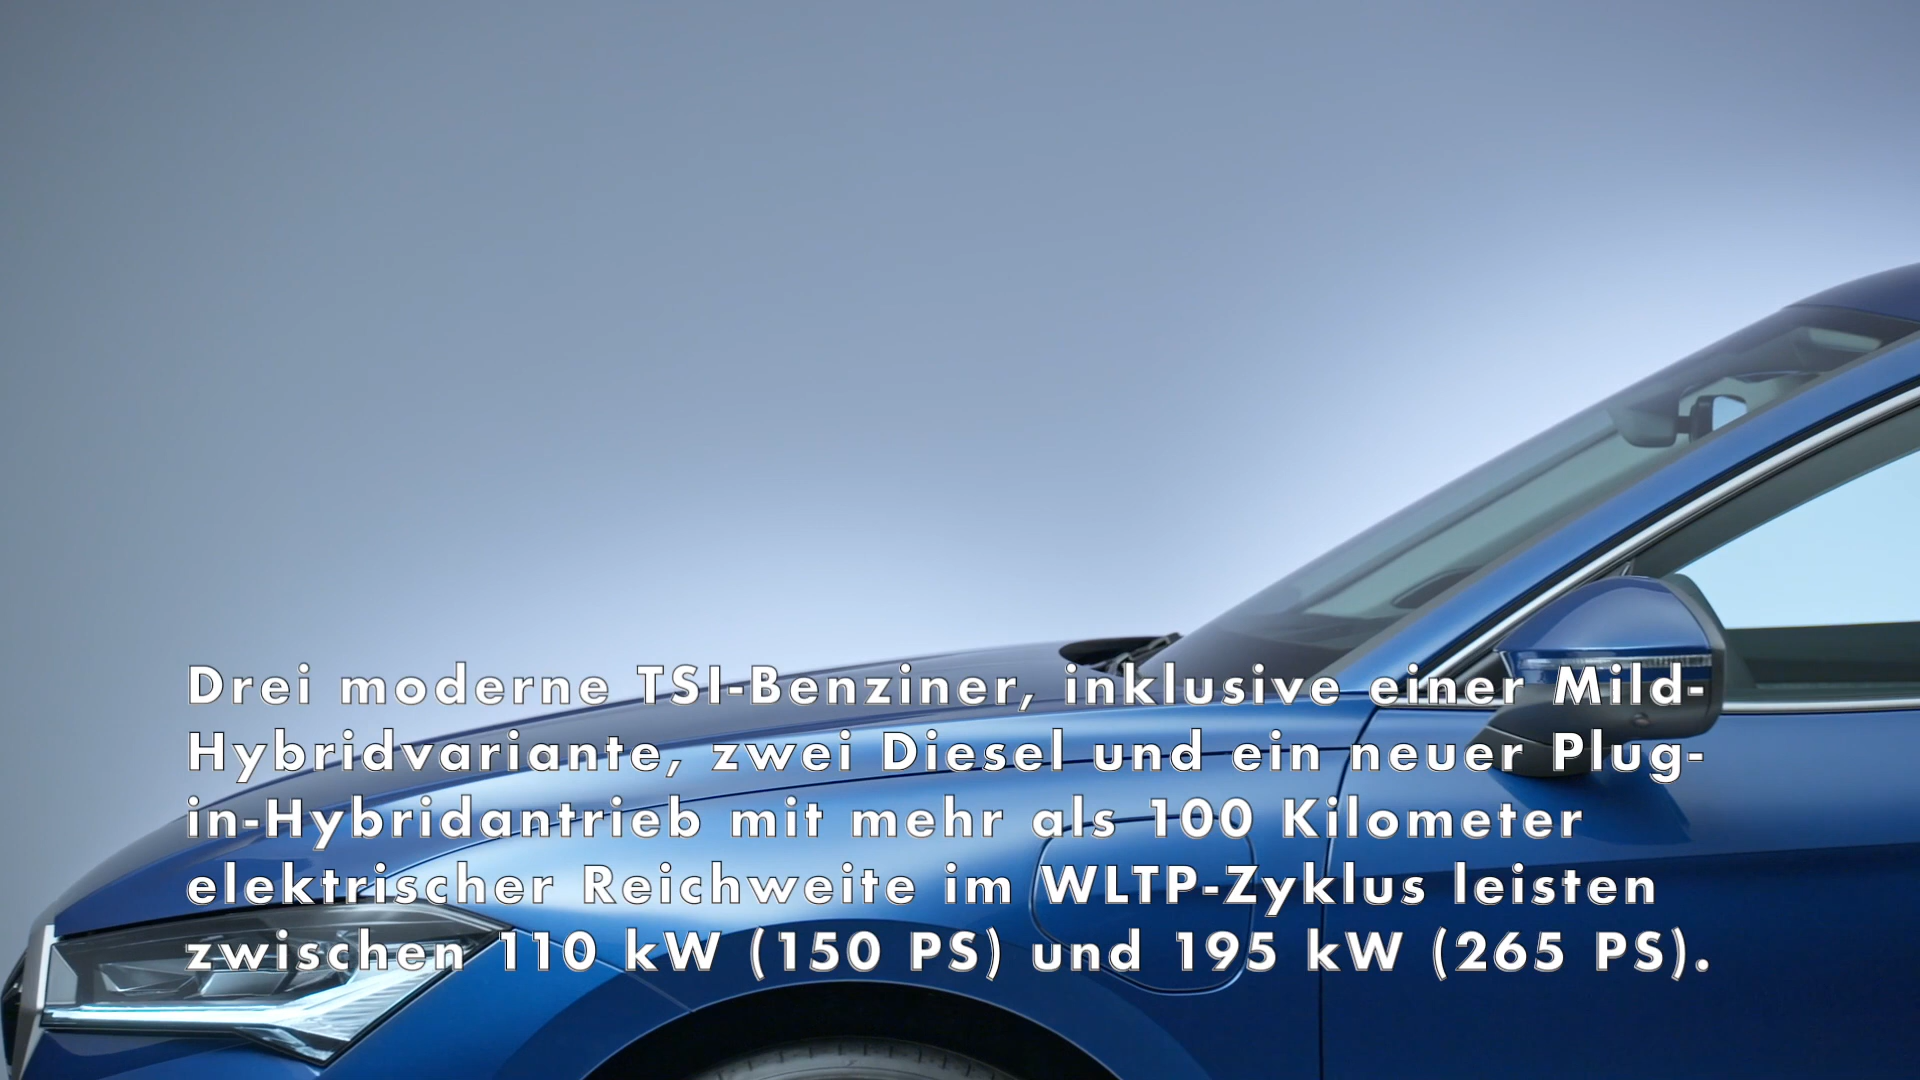 Drei moderne TSI-Benziner, inklusive einer Mild-
Hybridvariante, zwei Diesel und ein neuer Plug-
in-Hybridantrieb mit mehr als 100 Kilometer
elektrischer Reichweite im WLTP-Zyklus leisten
zwischen 110 kW (150 PS) und 195 kW (265 PS).